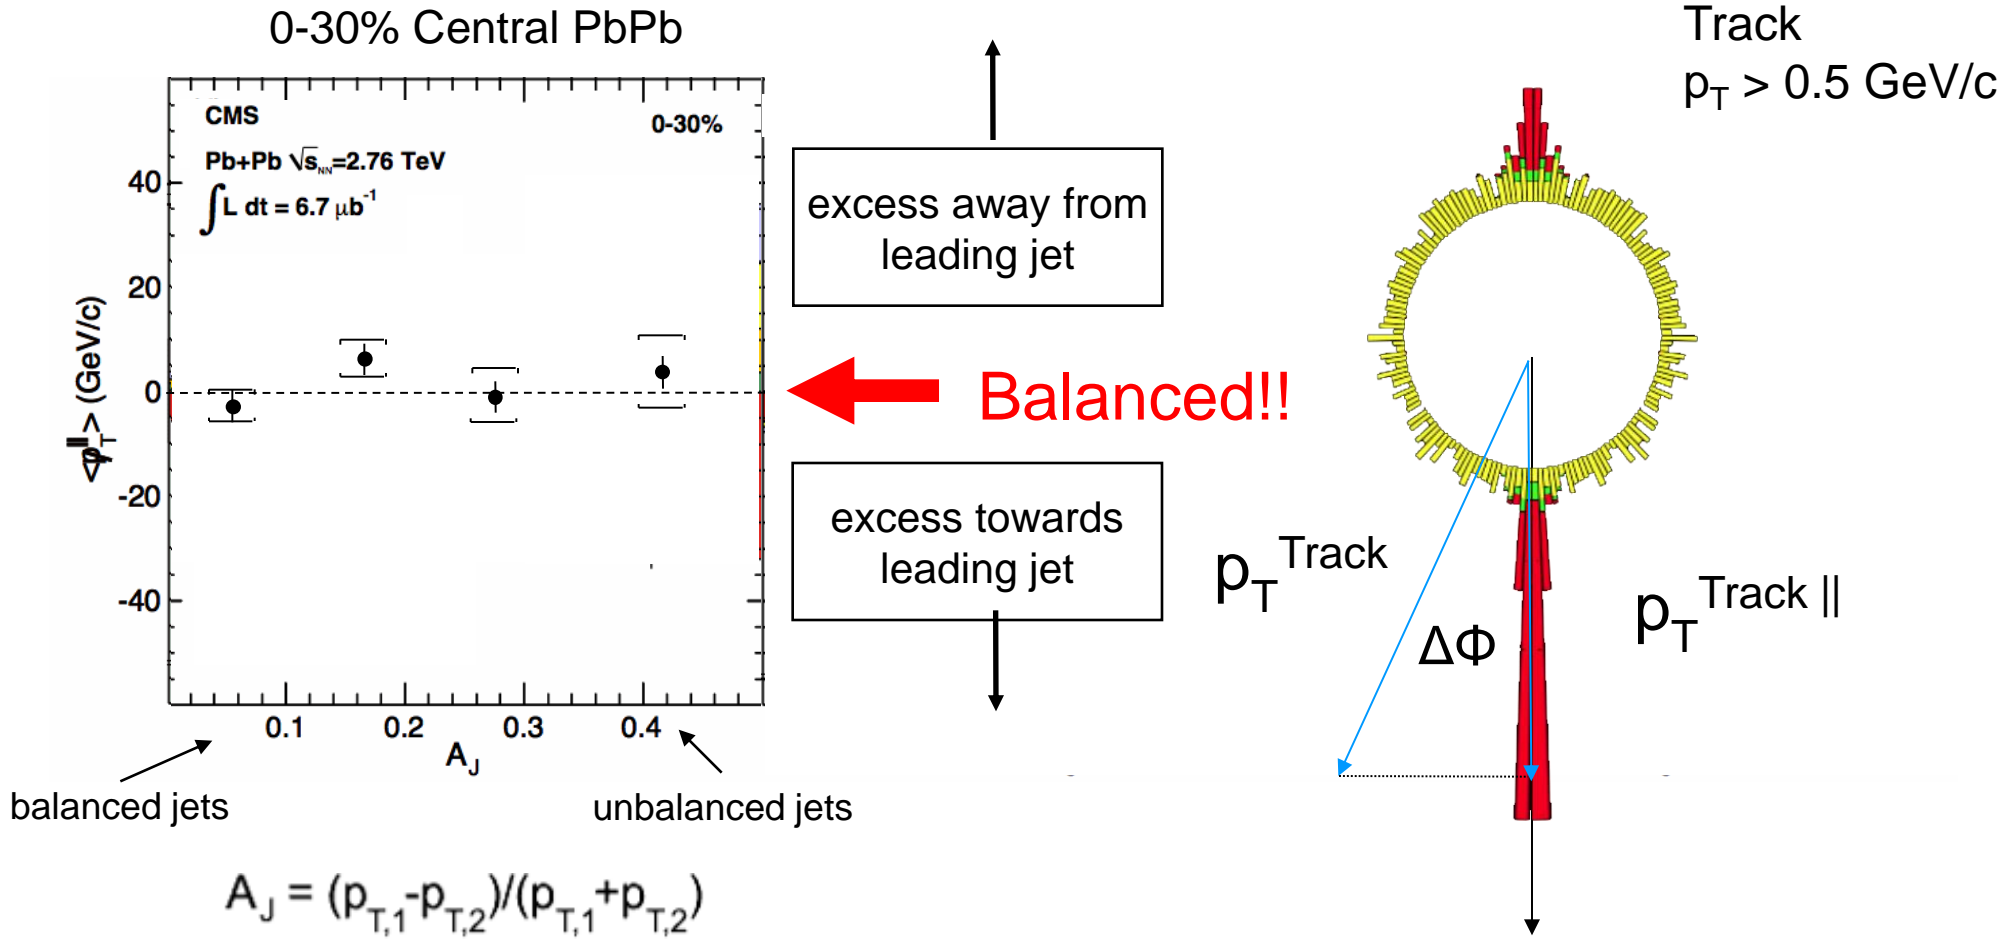 0-30% Central PbPb
Track
p_T > 0.5 GeV/c
CMS
0-30%
Pb+Pb √s_NN=2.76 TeV
∫L dt = 6.7 μb^-1
40
20
0
-20
-40
<p_T^||> (GeV/c)
0.1 0.2 0.3 0.4
A_J
excess away from
leading jet
Balanced!!
excess towards
leading jet
p_T^Track
ΔΦ
p_T^Track ||
balanced jets
unbalanced jets
A_J = (p_T,1-p_T,2)/(p_T,1+p_T,2)